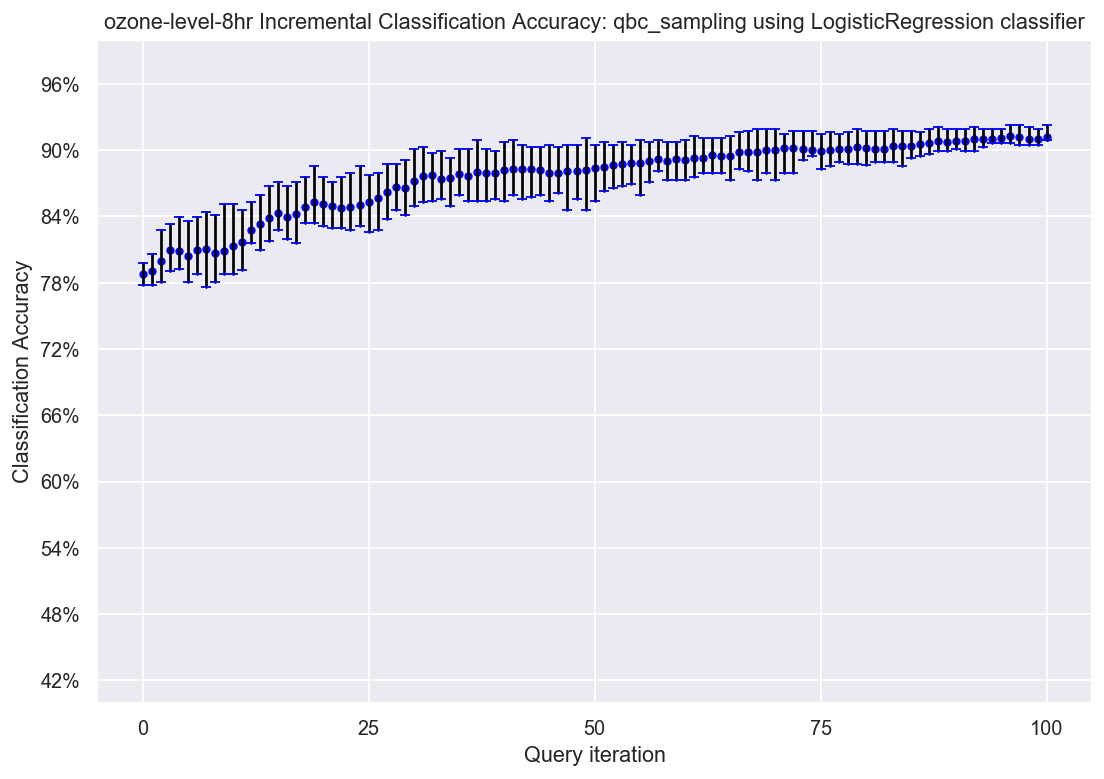 ozone-level-8hr Incremental Classification Accuracy: qbc_sampling using LogisticRegression classifier
96%
90%
84%
78%
72%
66%
60%
54%
48%
42%
Classification Accuracy
0 25 50 75 100
Query iteration